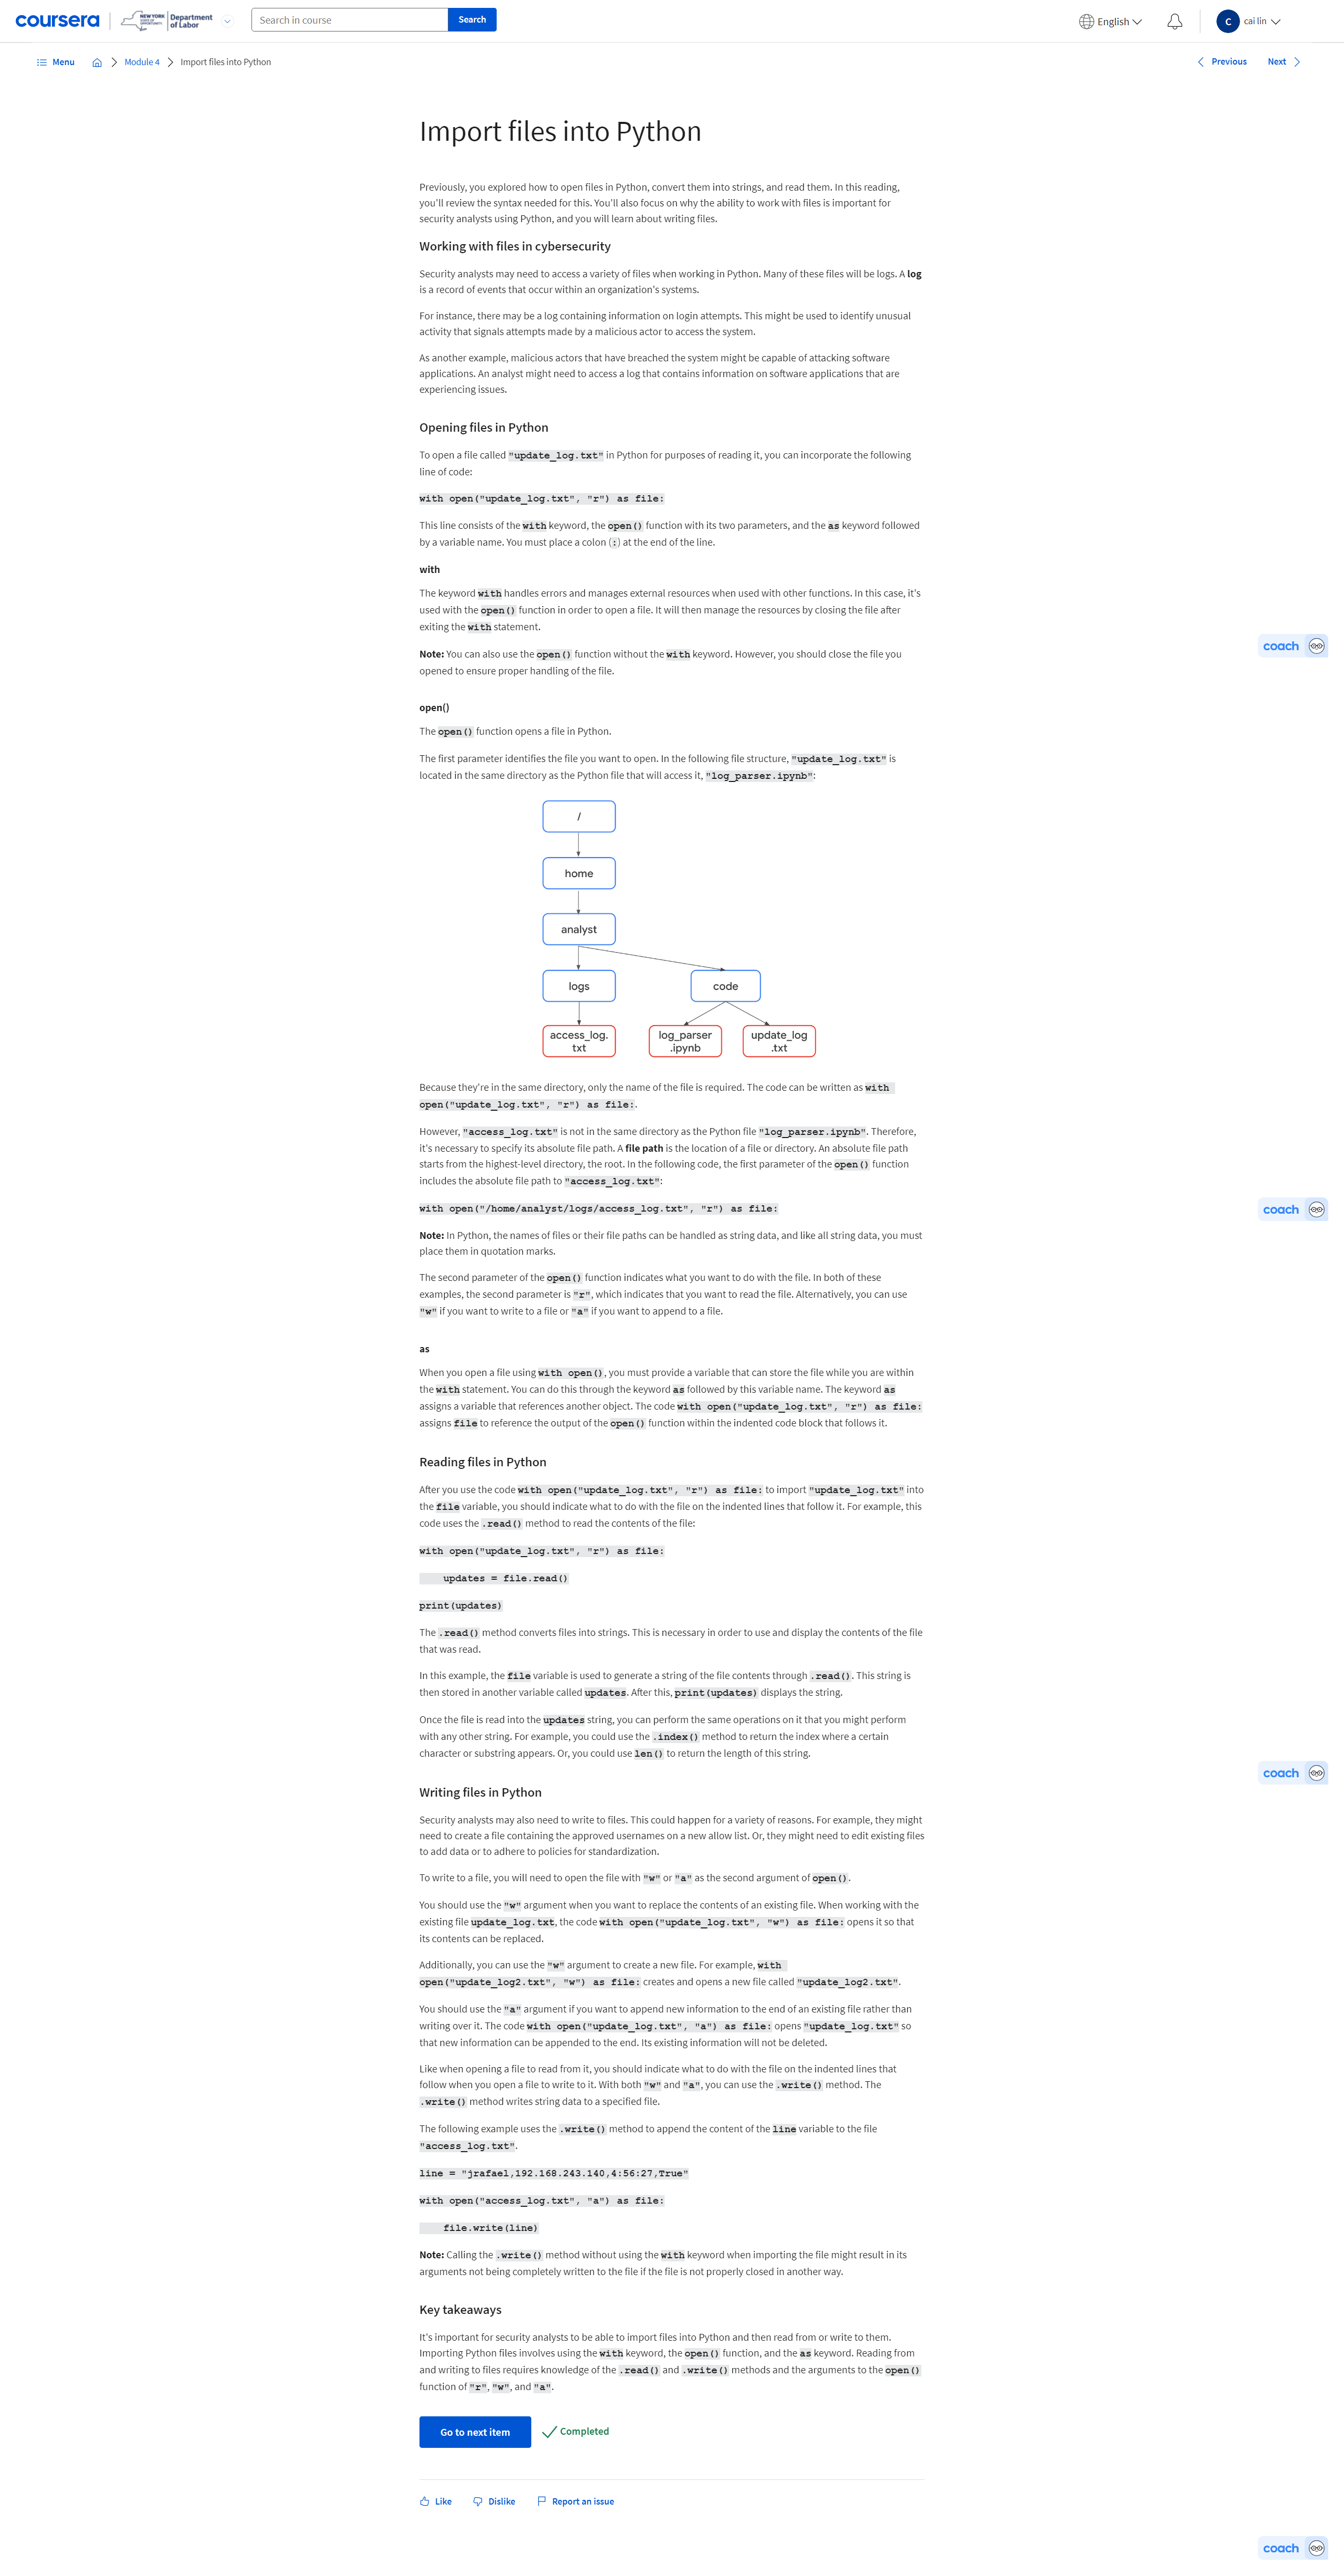 coursera
NEW YORK
STATE OF
OPPORTUNITY
Department
of Labor
Search in course
Search
English
C
cai lin
Menu
Module 4
Import files into Python
Previous
Next
Import files into Python
Previously, you explored how to open files in Python, convert them into strings, and read them. In this reading,
you'll review the syntax needed for this. You'll also focus on why the ability to work with files is important for
security analysts using Python, and you will learn about writing files.
Working with files in cybersecurity
Security analysts may need to access a variety of files when working in Python. Many of these files will be logs. A log
is a record of events that occur within an organization's systems.
For instance, there may be a log containing information on login attempts. This might be used to identify unusual
activity that signals attempts made by a malicious actor to access the system.
As another example, malicious actors that have breached the system might be capable of attacking software
applications. An analyst might need to access a log that contains information on software applications that are
experiencing issues.
Opening files in Python
To open a file called "update_log.txt" in Python for purposes of reading it, you can incorporate the following
line of code:
with open("update_log.txt", "r") as file:
This line consists of the with keyword, the open() function with its two parameters, and the as keyword followed
by a variable name. You must place a colon (:) at the end of the line.
with
The keyword with handles errors and manages external resources when used with other functions. In this case, it's
used with the open() function in order to open a file. It will then manage the resources by closing the file after
exiting the with statement.
coach
Note: You can also use the open() function without the with keyword. However, you should close the file you
opened to ensure proper handling of the file.
open()
The open() function opens a file in Python.
The first parameter identifies the file you want to open. In the following file structure, "update_log.txt" is
located in the same directory as the Python file that will access it, "log_parser.ipynb":
/
home
analyst
logs
code
access_log.
txt
log_parser
.ipynb
update_log
.txt
Because they're in the same directory, only the name of the file is required. The code can be written as with
open("update_log.txt", "r") as file:.
However, "access_log.txt" is not in the same directory as the Python file "log_parser.ipynb". Therefore,
it's necessary to specify its absolute file path. A file path is the location of a file or directory. An absolute file path
starts from the highest-level directory, the root. In the following code, the first parameter of the open() function
includes the absolute file path to "access_log.txt":
with open("/home/analyst/logs/access_log.txt", "r") as file:
coach
Note: In Python, the names of files or their file paths can be handled as string data, and like all string data, you must
place them in quotation marks.
The second parameter of the open() function indicates what you want to do with the file. In both of these
examples, the second parameter is "r", which indicates that you want to read the file. Alternatively, you can use
"w" if you want to write to a file or "a" if you want to append to a file.
as
When you open a file using with open(), you must provide a variable that can store the file while you are within
the with statement. You can do this through the keyword as followed by this variable name. The keyword as
assigns a variable that references another object. The code with open("update_log.txt", "r") as file:
assigns file to reference the output of the open() function within the indented code block that follows it.
Reading files in Python
After you use the code with open("update_log.txt", "r") as file: to import "update_log.txt" into
the file variable, you should indicate what to do with the file on the indented lines that follow it. For example, this
code uses the .read() method to read the contents of the file:
with open("update_log.txt", "r") as file:
updates = file.read()
print(updates)
The .read() method converts files into strings. This is necessary in order to use and display the contents of the file
that was read.
In this example, the file variable is used to generate a string of the file contents through .read(). This string is
then stored in another variable called updates. After this, print(updates) displays the string.
Once the file is read into the updates string, you can perform the same operations on it that you might perform
with any other string. For example, you could use the .index() method to return the index where a certain
character or substring appears. Or, you could use len() to return the length of this string.
coach
Writing files in Python
Security analysts may also need to write to files. This could happen for a variety of reasons. For example, they might
need to create a file containing the approved usernames on a new allow list. Or, they might need to edit existing files
to add data or to adhere to policies for standardization.
To write to a file, you will need to open the file with "w" or "a" as the second argument of open().
You should use the "w" argument when you want to replace the contents of an existing file. When working with the
existing file update_log.txt, the code with open("update_log.txt", "w") as file: opens it so that
its contents can be replaced.
Additionally, you can use the "w" argument to create a new file. For example, with
open("update_log2.txt", "w") as file: creates and opens a new file called "update_log2.txt".
You should use the "a" argument if you want to append new information to the end of an existing file rather than
writing over it. The code with open("update_log.txt", "a") as file: opens "update_log.txt" so
that new information can be appended to the end. Its existing information will not be deleted.
Like when opening a file to read from it, you should indicate what to do with the file on the indented lines that
follow when you open a file to write to it. With both "w" and "a", you can use the .write() method. The
.write() method writes string data to a specified file.
The following example uses the .write() method to append the content of the line variable to the file
"access_log.txt".
line = "jrafael,192.168.243.140,4:56:27,True"
with open("access_log.txt", "a") as file:
file.write(line)
Note: Calling the .write() method without using the with keyword when importing the file might result in its
arguments not being completely written to the file if the file is not properly closed in another way.
Key takeaways
It's important for security analysts to be able to import files into Python and then read from or write to them.
Importing Python files involves using the with keyword, the open() function, and the as keyword. Reading from
and writing to files requires knowledge of the .read() and .write() methods and the arguments to the open()
function of "r", "w", and "a".
Go to next item
Completed
Like
Dislike
Report an issue
coach